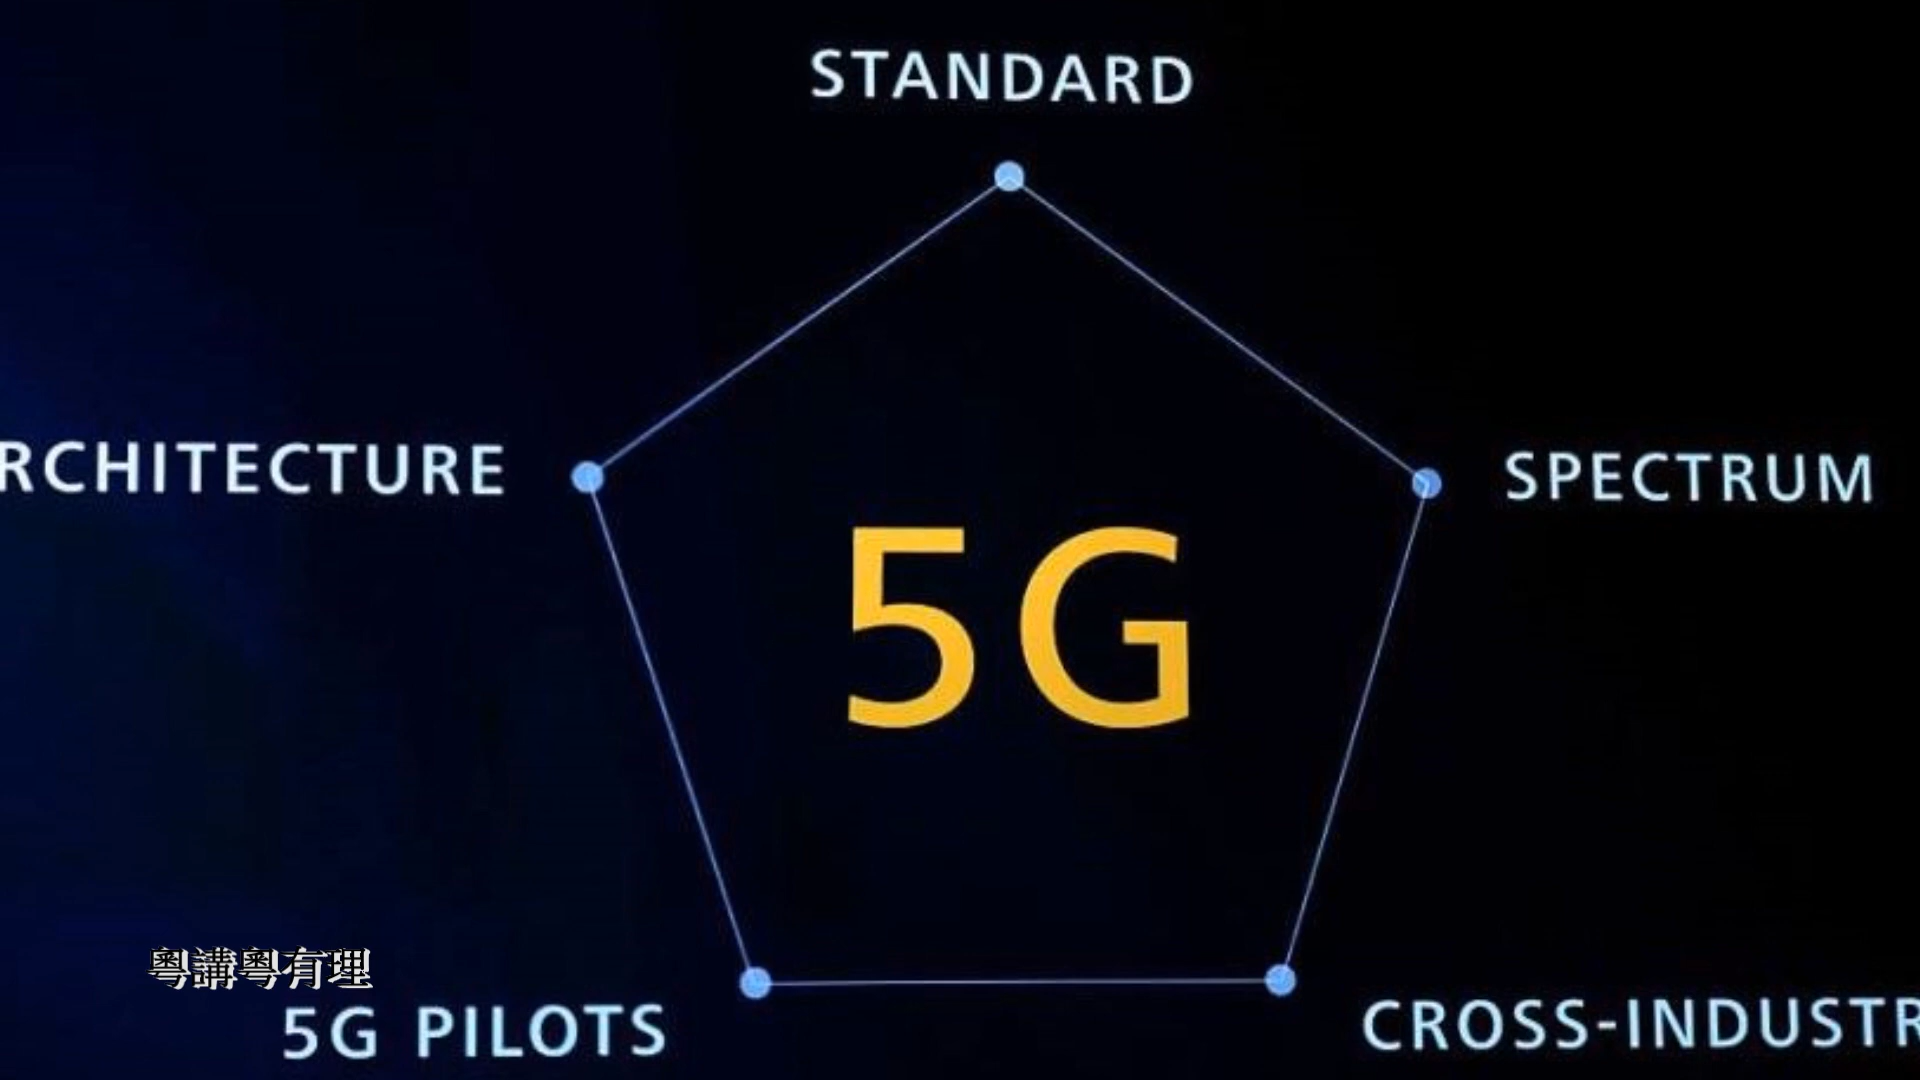 STANDARD
RCHITECTURE
SPECTRUM
5G
粵講粵有理
5G PILOTS
CROSS-INDUSTR